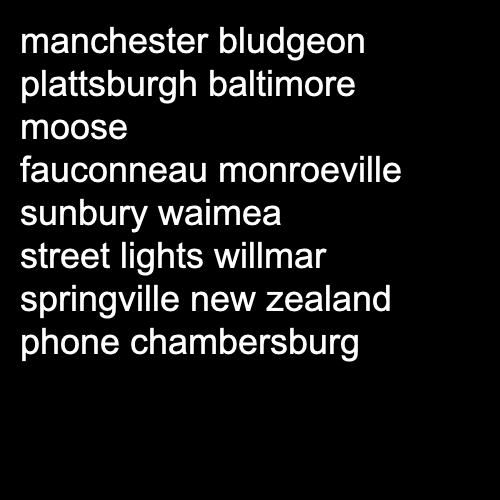 manchester bludgeon
plattsburgh baltimore
moose
fauconneau monroeville
sunbury waimea
street lights willmar
springville new zealand
phone chambersburg